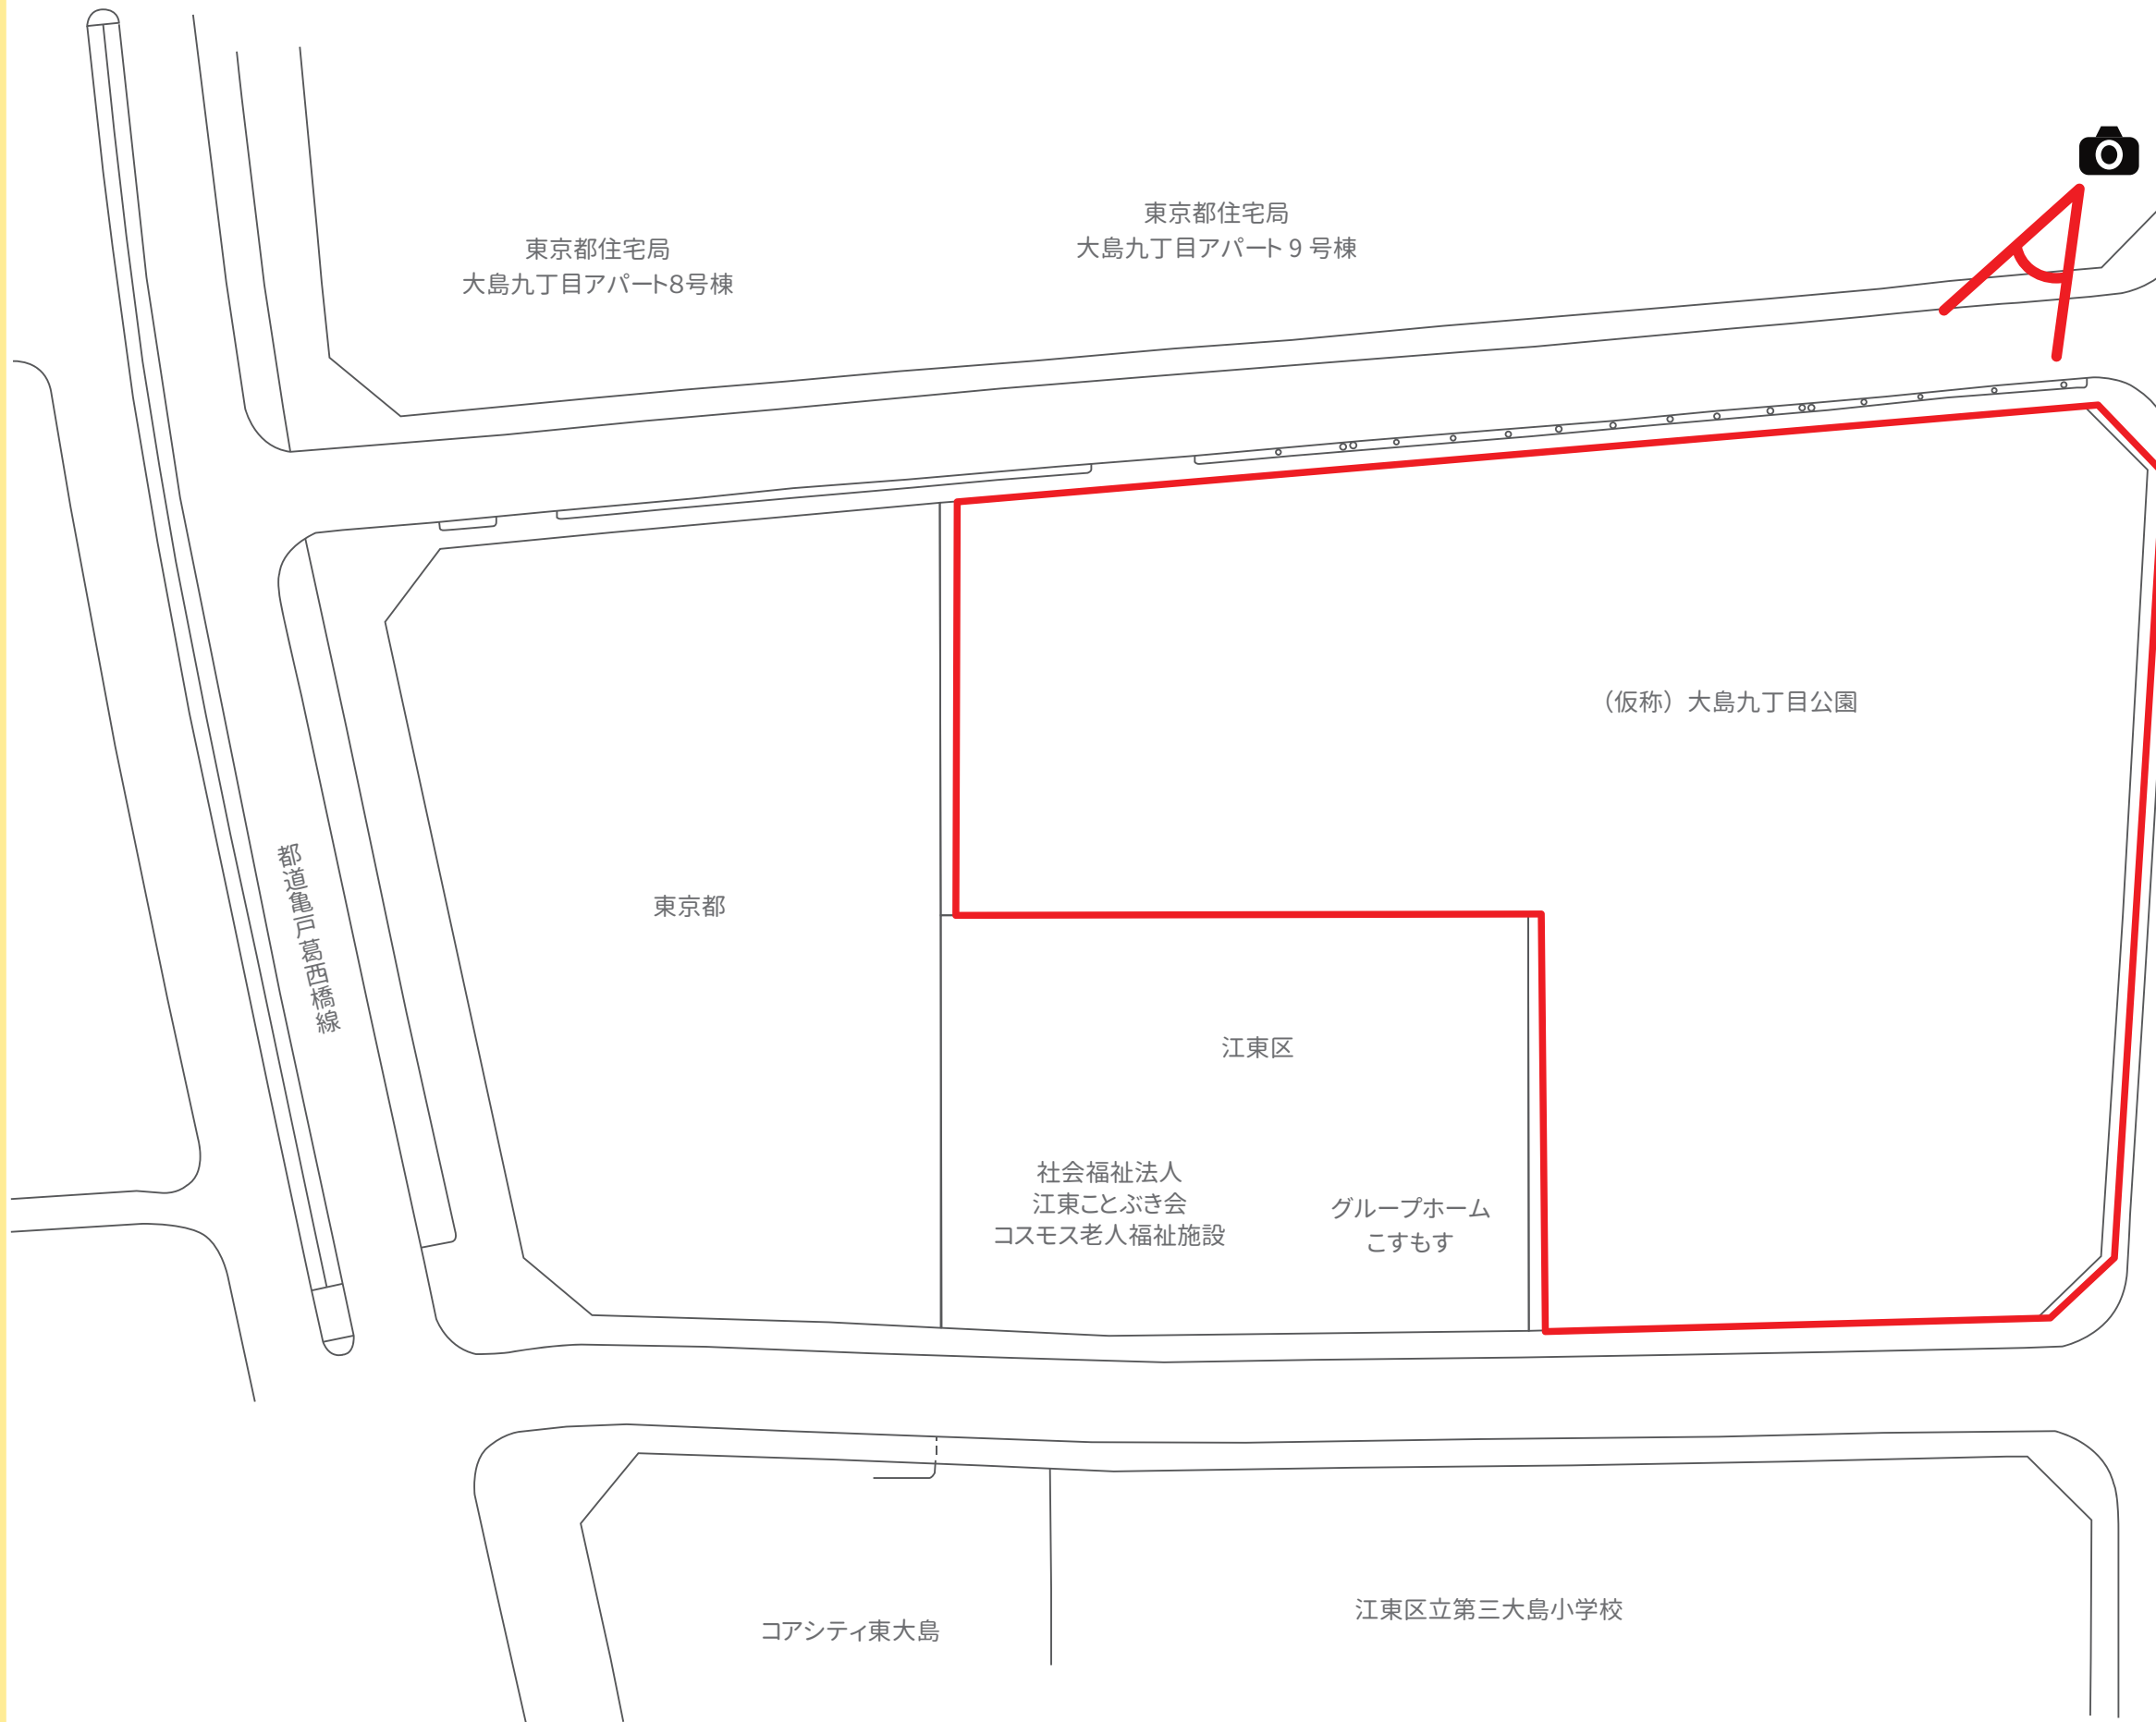 東京都住宅局
大島九丁目アパート8号棟
東京都住宅局
大島九丁目アパート 9 号棟
（仮称）大島九丁目公園
都道亀戸葛西橋線
東京都
江東区
社会福祉法人
江東ことぶき会
コスモス老人福祉施設
グループホーム
こすもす
コアシティ東大島
江東区立第三大島小学校